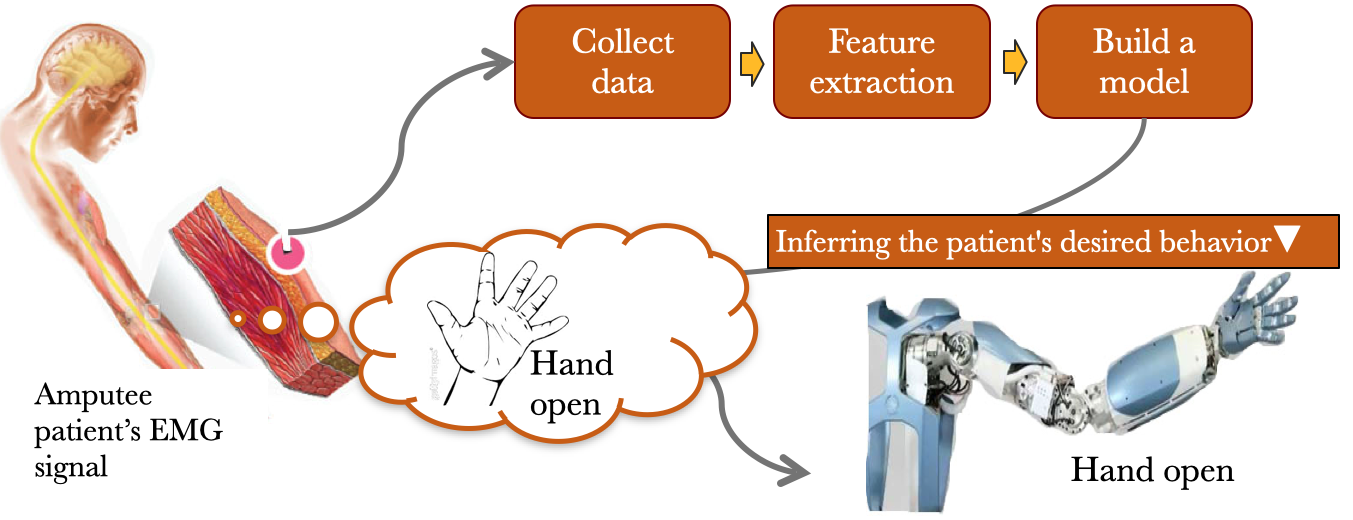 Collect
data
Feature
extraction
Build a
model
Inferring the patient's desired behavior
Hand
open
Amputee
patient’s EMG
signal
Hand open